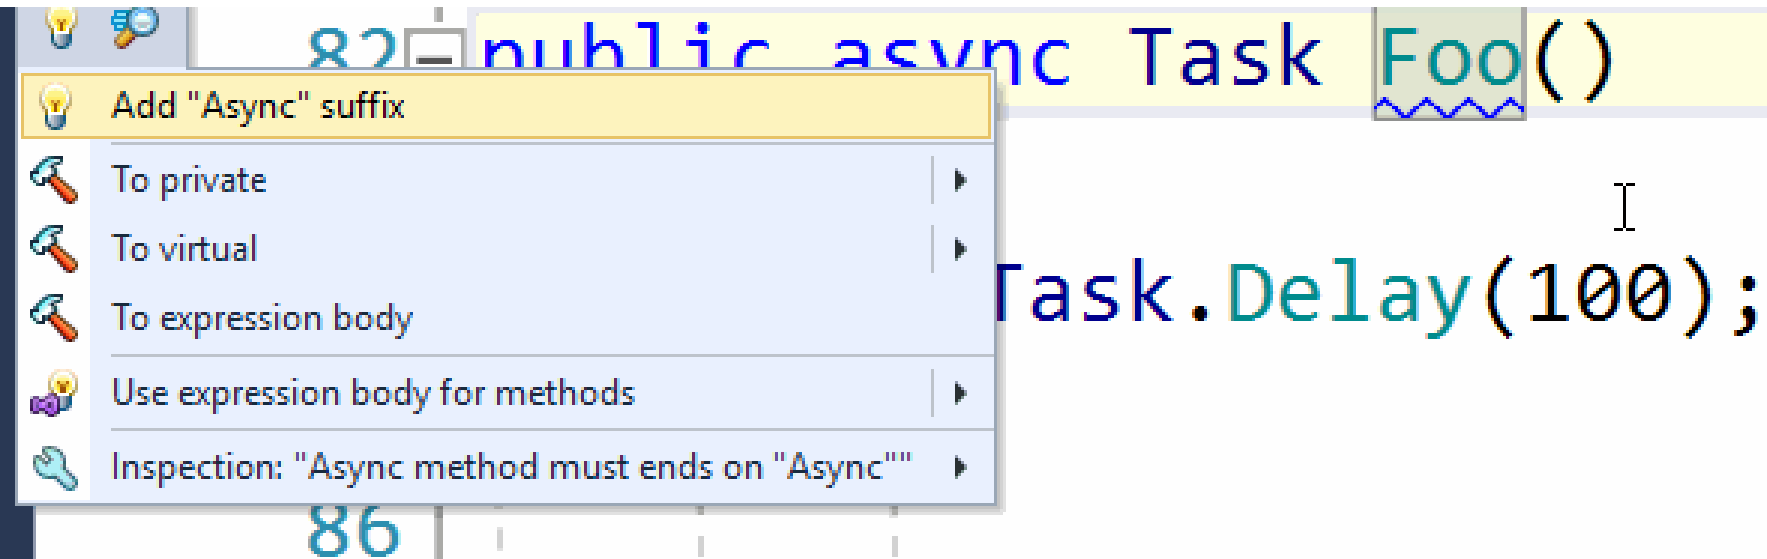 82 public async Task Foo()
Add "Async" suffix
To private
To virtual
Task.Delay(100);
To expression body
Use expression body for methods
Inspection: "Async method must ends on "Async""
86